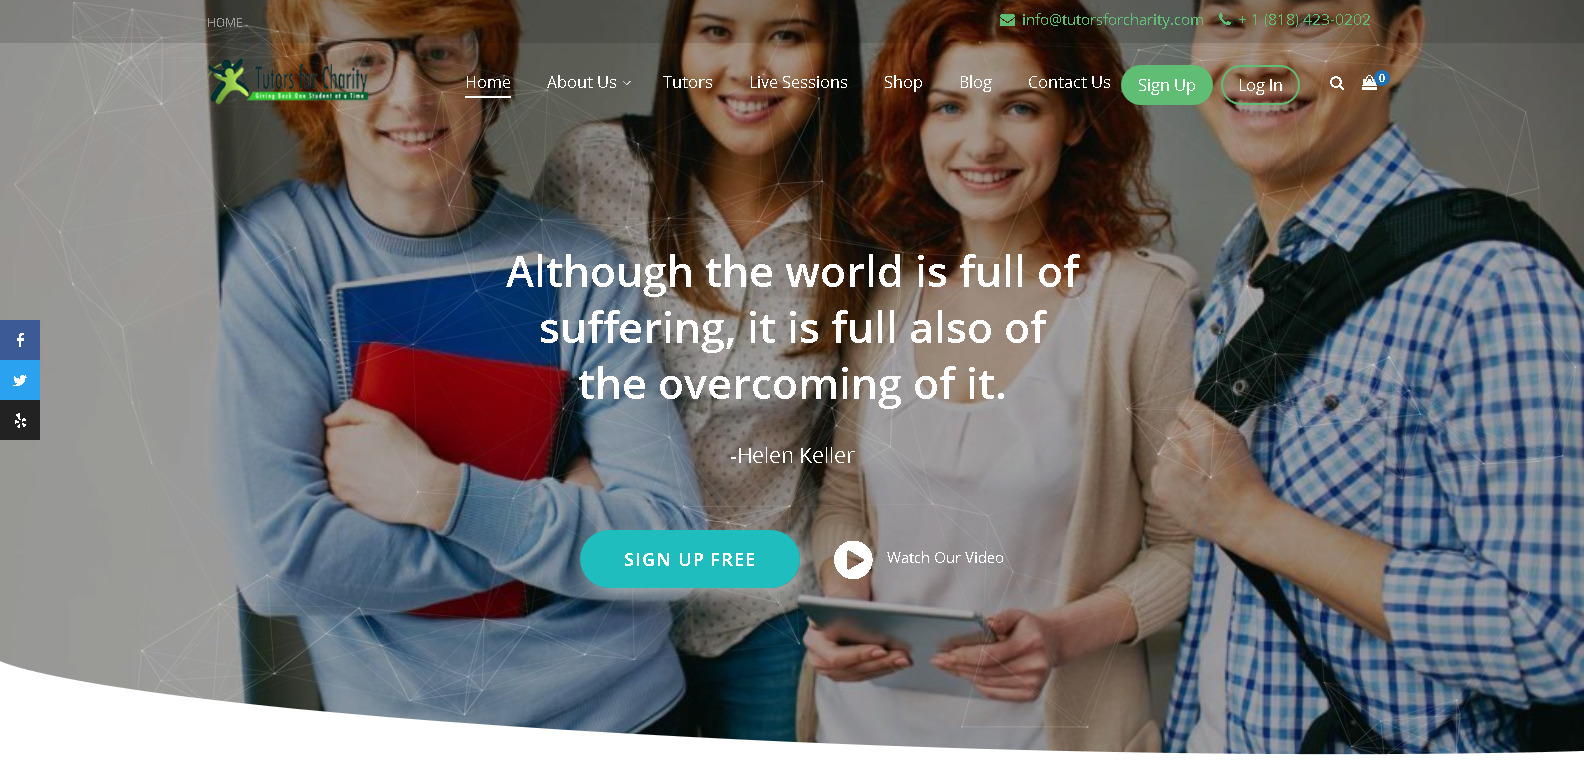 HOME
info@tutorsforcharity.com + 1 (818) 423-0202
Tutors for Charity
Giving Back One Student at a Time
Home About Us Tutors Live Sessions Shop Blog Contact Us Sign Up Log In 0
Although the world is full of
suffering, it is full also of
the overcoming of it.
-Helen Keller
SIGN UP FREE Watch Our Video